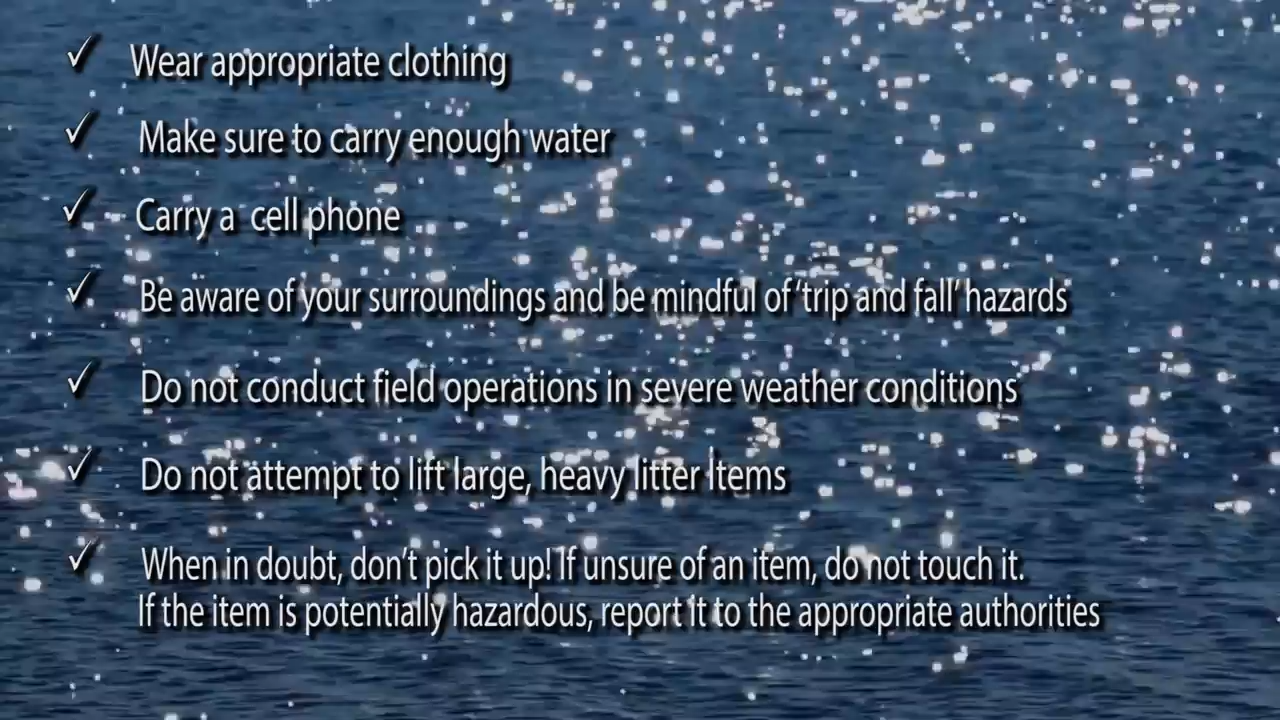 ✓ Wear appropriate clothing
✓ Make sure to carry enough water
✓ Carry a cell phone
✓ Be aware of your surroundings and be mindful of 'trip and fall' hazards
✓ Do not conduct field operations in severe weather conditions
✓ Do not attempt to lift large, heavy litter Items
✓ When in doubt, don't pick it up! If unsure of an item, do not touch it.
If the item is potentially hazardous, report it to the appropriate authorities